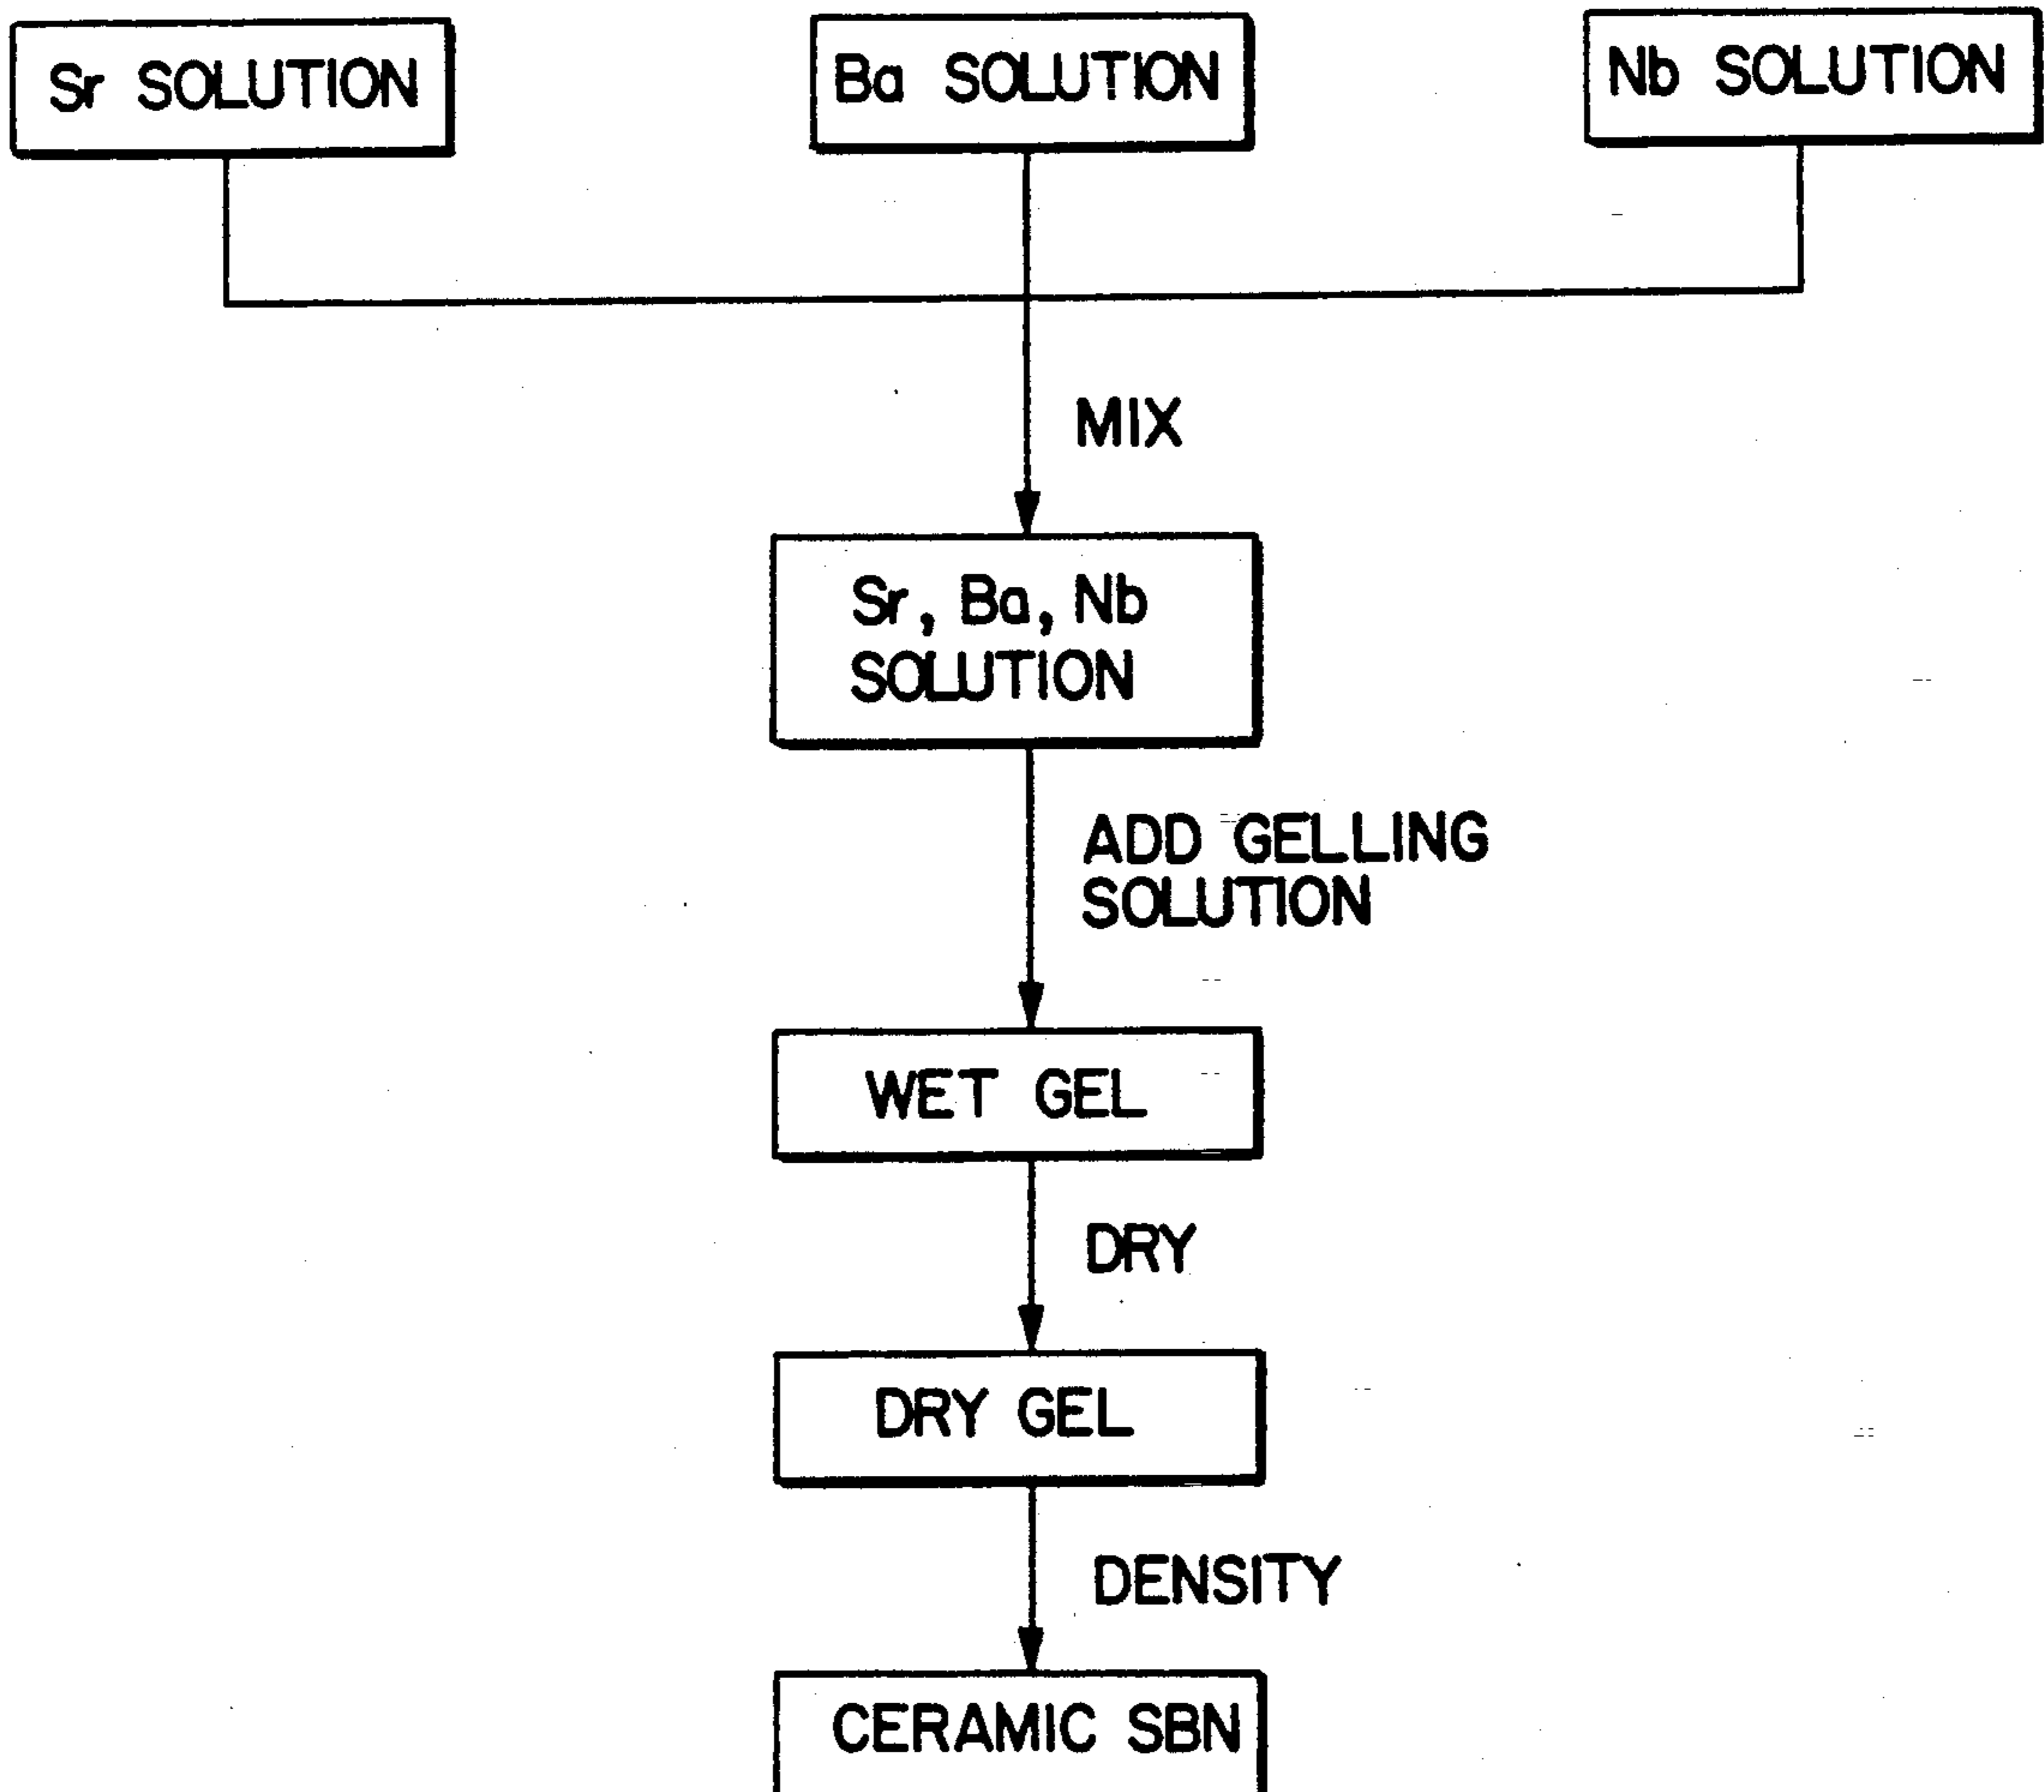 Sr SOLUTION
Ba SOLUTION
Nb SOLUTION
MIX
Sr, Ba, Nb
SOLUTION
ADD GELLING
SOLUTION
WET GEL
DRY
DRY GEL
DENSITY
CERAMIC SBN